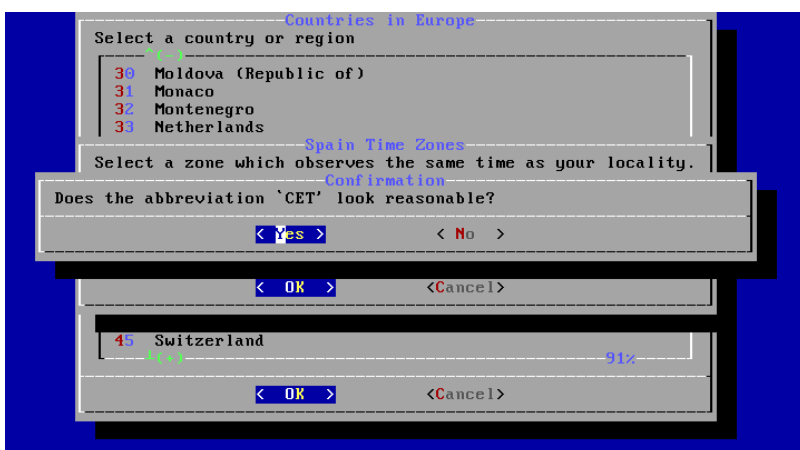 Countries in Europe
Select a country or region
^(-)
30 Moldova (Republic of)
31 Monaco
32 Montenegro
33 Netherlands
Spain Time Zones
Select a zone which observes the same time as your locality.
Confirmation
Does the abbreviation `CET' look reasonable?
< Yes > < No >
< OK > <Cancel>
45 Switzerland
┴(+) 91%
< OK > <Cancel>